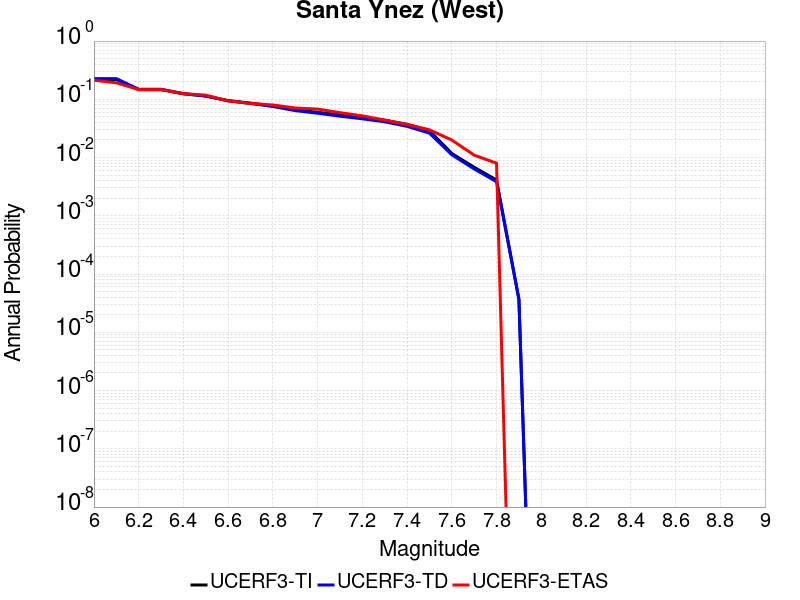 Santa Ynez (West)
10^0
10^-1
10^-2
10^-3
10^-4
10^-5
10^-6
10^-7
10^-8
Annual Probability
6 6.2 6.4 6.6 6.8 7 7.2 7.4 7.6 7.8 8 8.2 8.4 8.6 8.8 9
Magnitude
UCERF3-TI UCERF3-TD UCERF3-ETAS